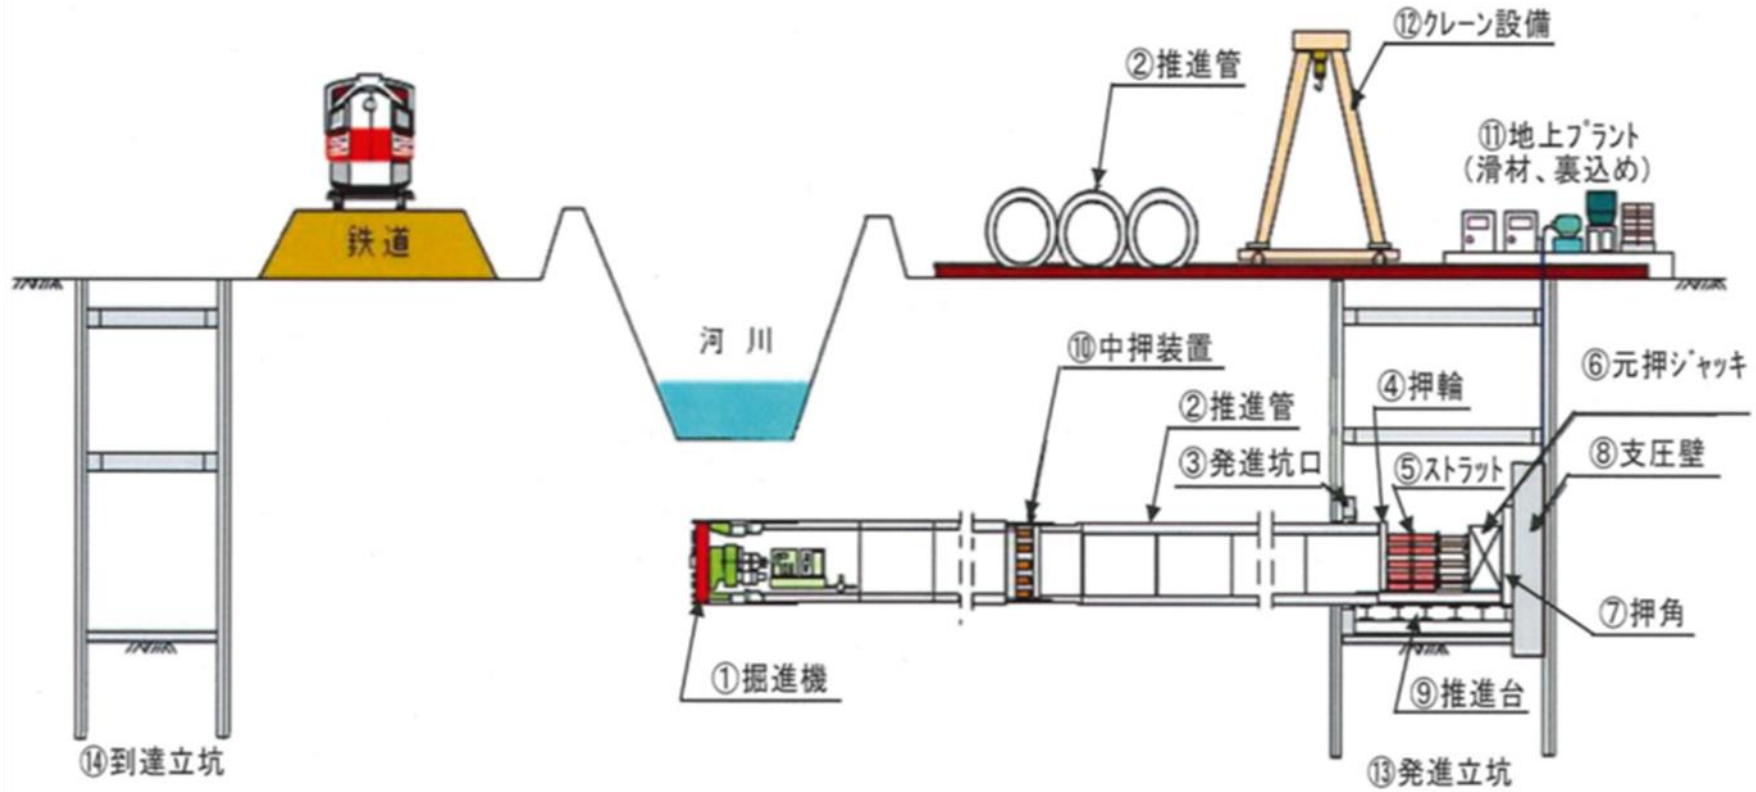 ⑫クレーン設備
②推進管
⑪地上プラント
(滑材、裏込め)
鉄道
河川
⑩中押装置
⑥元押ジャッキ
④押輪
②推進管
③発進坑口
⑤ストラット
⑧支圧壁
⑦押角
①掘進機
⑨推進台
⑭到達立坑
⑬発進立坑